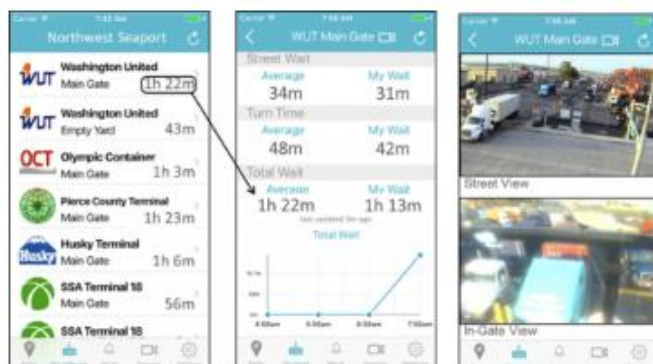 Northwest Seaport
WUT
Washington United
Main Gate
1h 22m
WUT
Washington United
Empty Yard
43m
OCT
Olympic Container
Main Gate
1h 3m
Pierce County Terminal
Main Gate
1h 23m
Husky
Husky Terminal
Main Gate
1h 6m
SSA Terminal 18
Main Gate
56m
SSA Terminal 18
WUT Main Gate
Street Wait
Average
My Wait
34m
31m
Turn Time
Average
My Wait
48m
42m
Total Wait
Average
My Wait
1h 22m
1h 13m
Total Wait
WUT Main Gate
Street View
In-Gate View